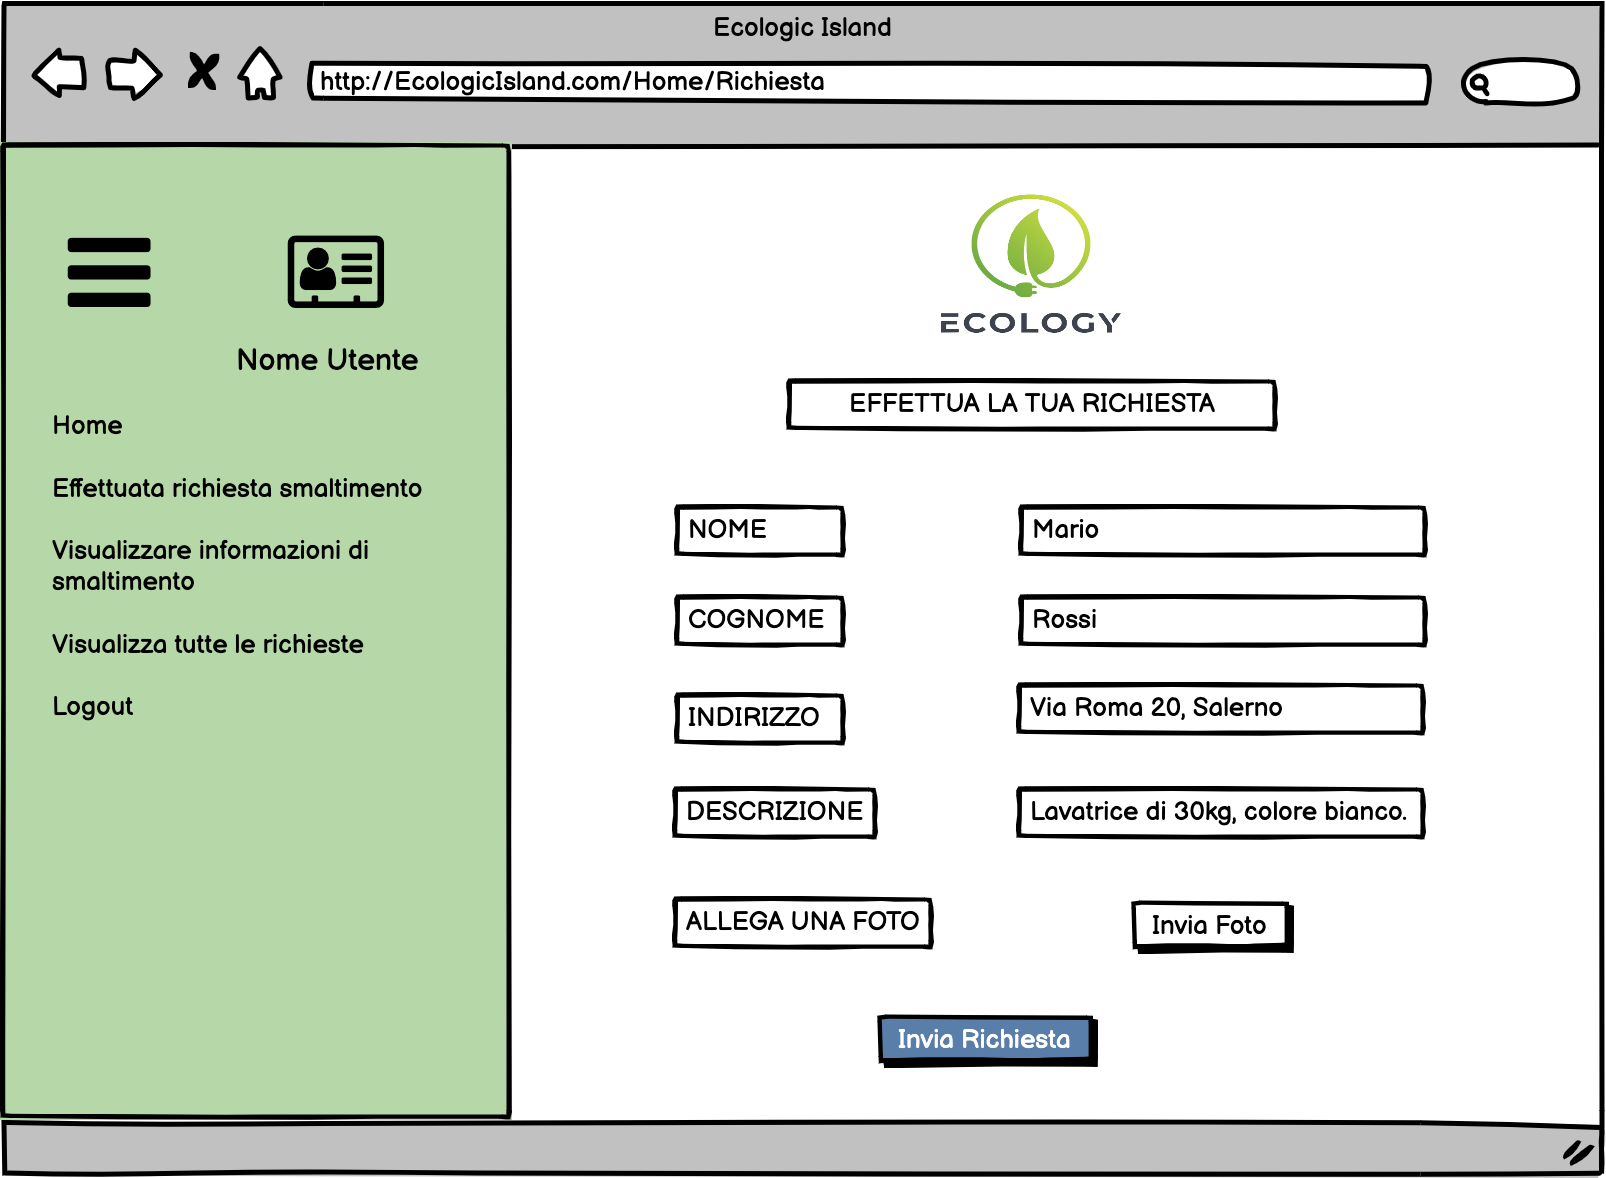 Ecologic Island
http://EcologicIsland.com/Home/Richiesta
Nome Utente
Home
Effettuata richiesta smaltimento
Visualizzare informazioni di
smaltimento
Visualizza tutte le richieste
Logout
ECOLOGY
EFFETTUA LA TUA RICHIESTA
NOME
Mario
COGNOME
Rossi
INDIRIZZO
Via Roma 20, Salerno
DESCRIZIONE
Lavatrice di 30kg, colore bianco.
ALLEGA UNA FOTO
Invia Foto
Invia Richiesta